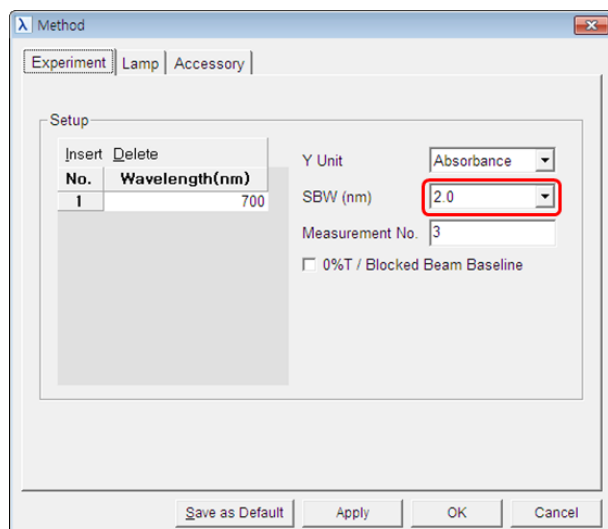 λ Method
Experiment Lamp Accessory
Setup
Insert Delete
No. Wavelength(nm)
1 700
Y Unit Absorbance
SBW (nm) 2.0
Measurement No. 3
0%T / Blocked Beam Baseline
Save as Default Apply OK Cancel